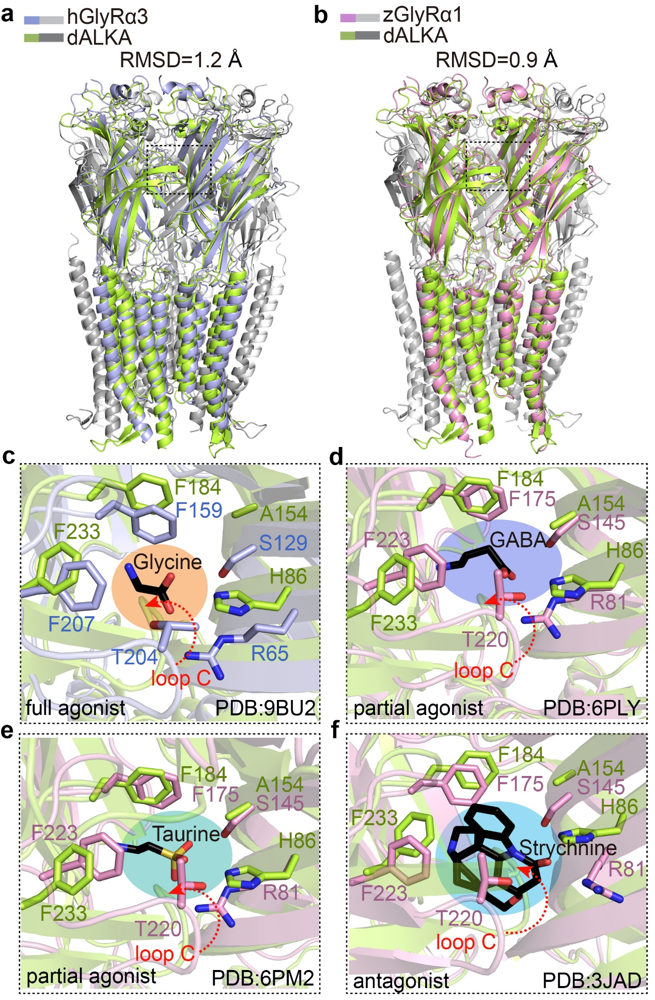 a
hGlyRα3
dALKA
RMSD=1.2 Å
b
zGlyRα1
dALKA
RMSD=0.9 Å
c
F184
F159
A154
F233
S129
Glycine
H86
F207
T204
R65
loop C
full agonist
PDB:9BU2
d
F184
F175
A154
S145
F223
GABA
H86
R81
F233
T220
loop C
partial agonist
PDB:6PLY
e
F184
F175
A154
S145
F223
Taurine
H86
R81
F233
T220
loop C
partial agonist
PDB:6PM2
f
F184
F175
A154
S145
H86
F233
Strychnine
R81
F223
T220
loop C
antagonist
PDB:3JAD